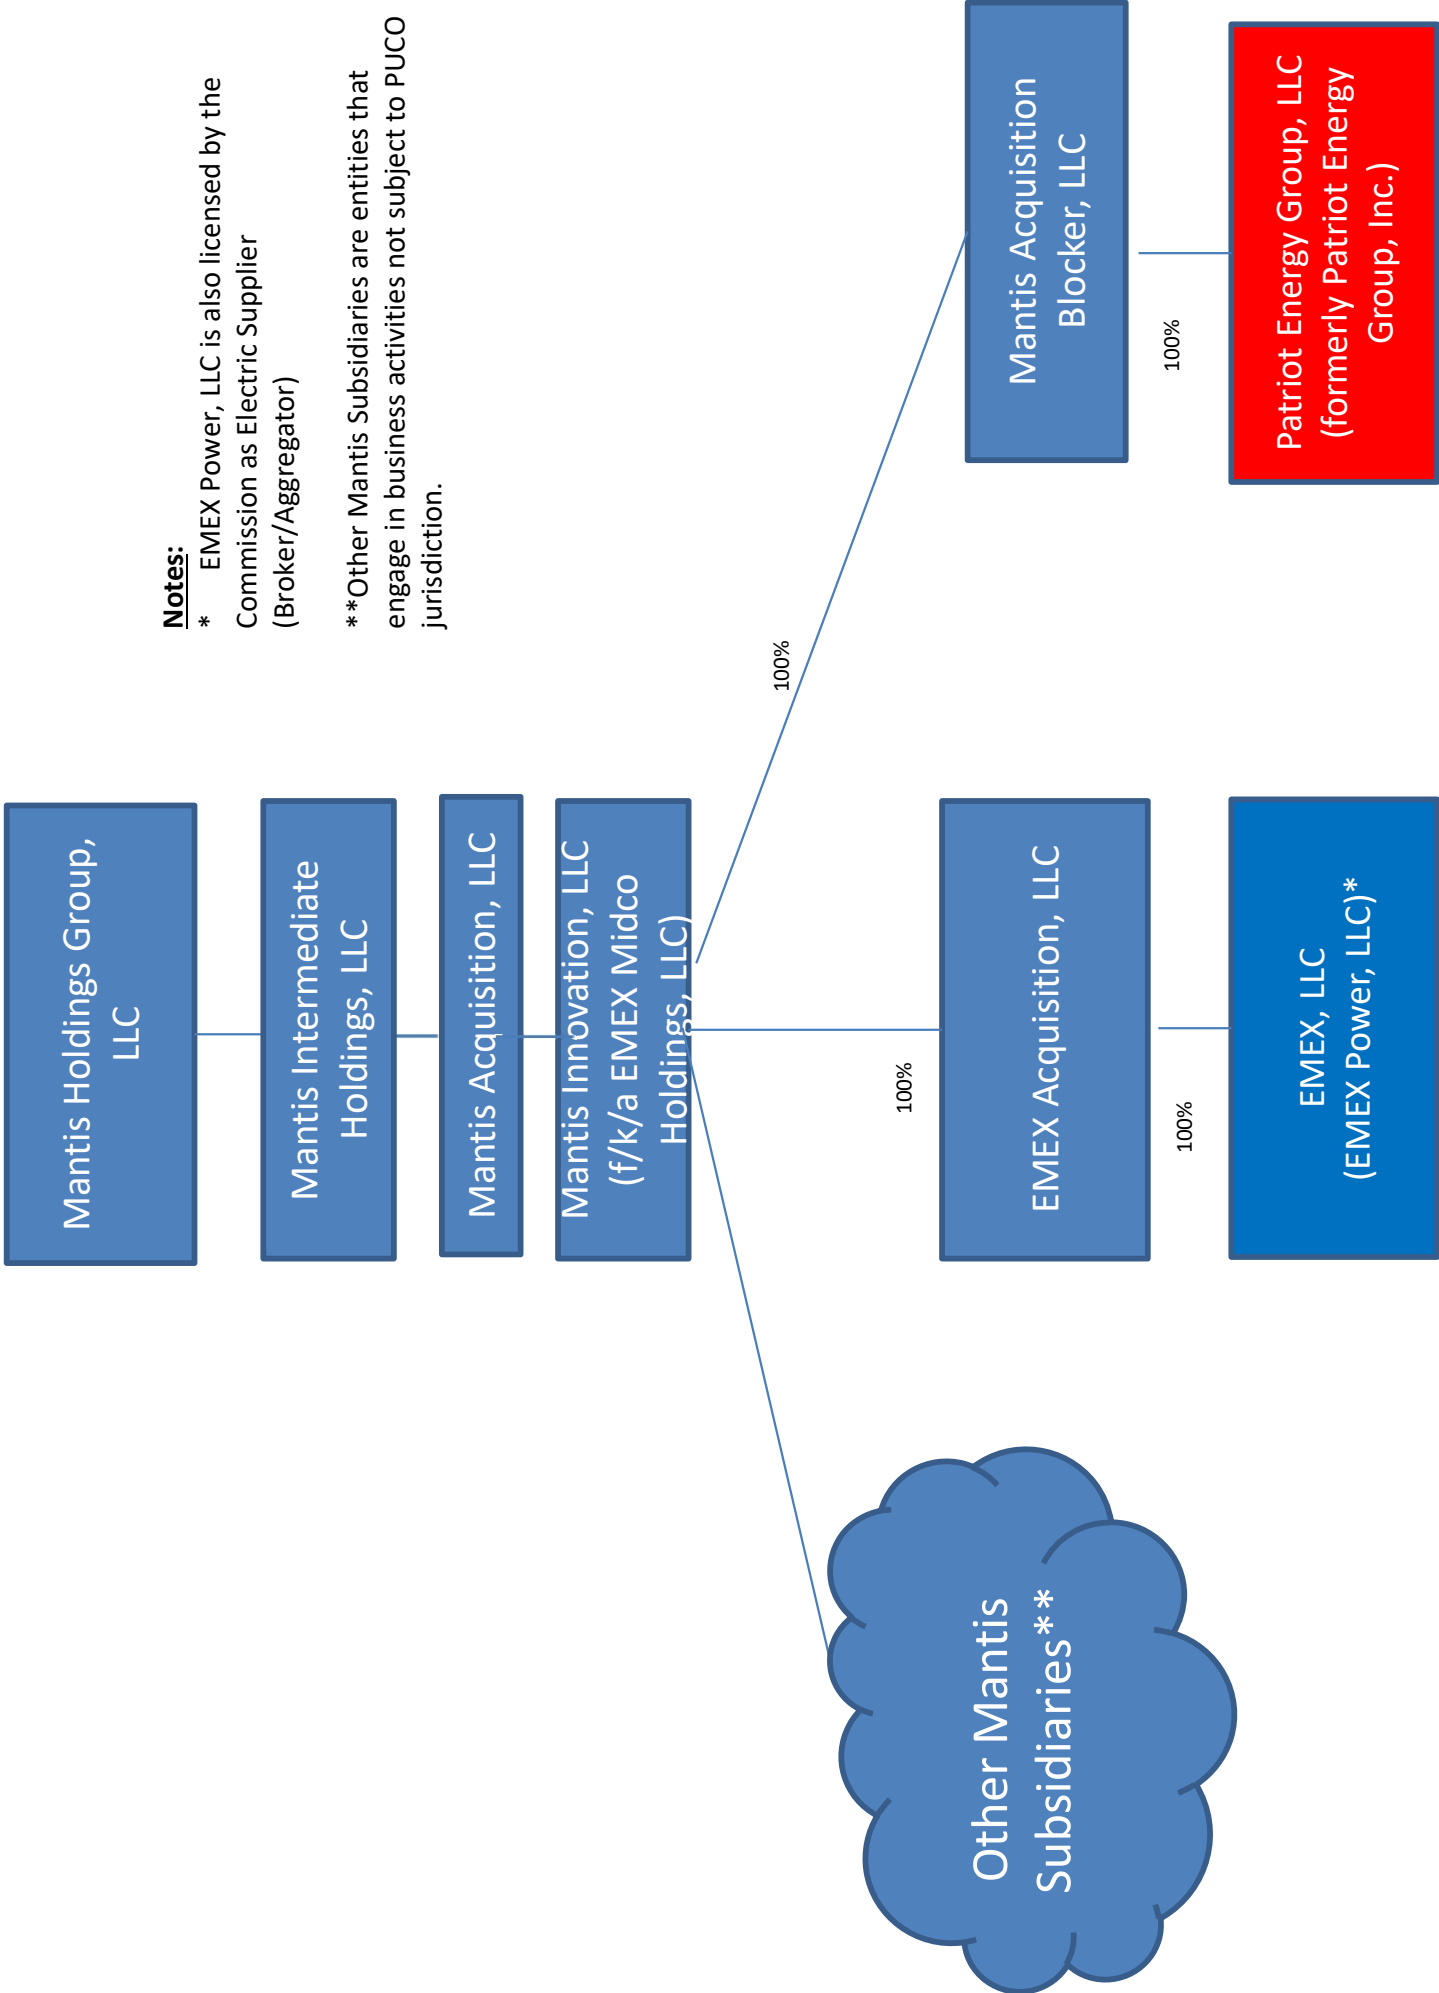 Mantis Holdings Group,
LLC
Notes:
* EMEX Power, LLC is also licensed by the
Commission as Electric Supplier
(Broker/Aggregator)
**Other Mantis Subsidiaries are entities that
engage in business activities not subject to PUCO
jurisdiction.
Mantis Intermediate
Holdings, LLC
Mantis Acquisition, LLC
Mantis Innovation, LLC
(f/k/a EMEX Midco
Holdings, LLC)
100%
100%
Other Mantis
Subsidiaries**
EMEX Acquisition, LLC
Mantis Acquisition
Blocker, LLC
100%
100%
EMEX, LLC
(EMEX Power, LLC)*
Patriot Energy Group, LLC
(formerly Patriot Energy
Group, Inc.)